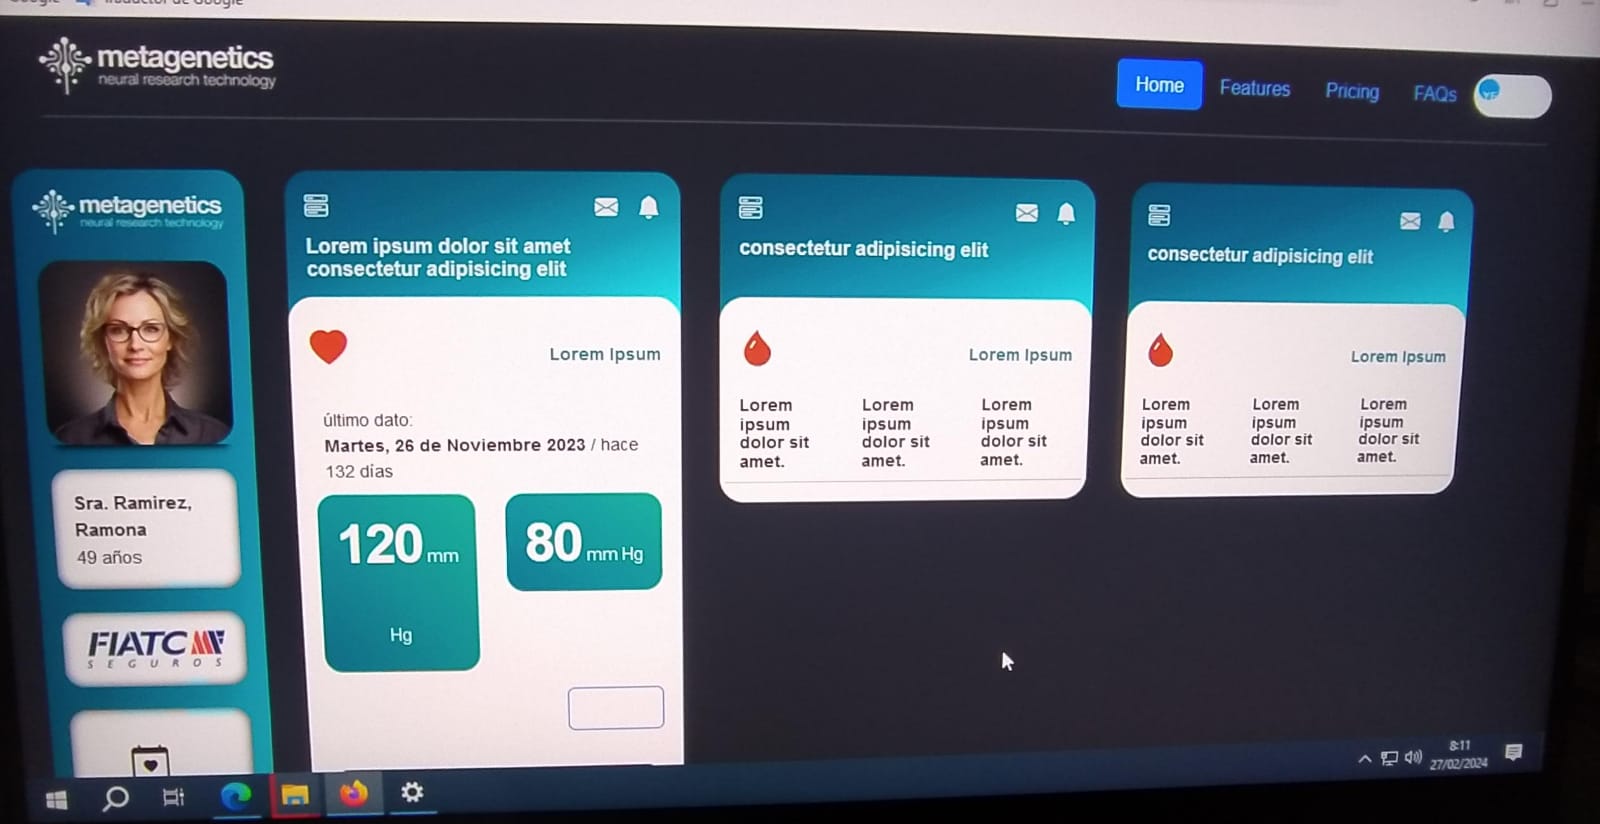 metagenetics
neural research technology
Home
Features
Pricing
FAQs
metagenetics
neural research technology
Sra. Ramirez,
Ramona
49 años
FIATC
SEGUROS
Lorem ipsum dolor sit amet
consectetur adipisicing elit
Lorem Ipsum
último dato:
Martes, 26 de Noviembre 2023 / hace
132 días
120 mm
Hg
80 mm Hg
consectetur adipisicing elit
Lorem Ipsum
Lorem
ipsum
dolor sit
amet.
Lorem
ipsum
dolor sit
amet.
Lorem
ipsum
dolor sit
amet.
consectetur adipisicing elit
Lorem Ipsum
Lorem
ipsum
dolor sit
amet.
Lorem
ipsum
dolor sit
amet.
Lorem
ipsum
dolor sit
amet.
8:11
27/02/2024